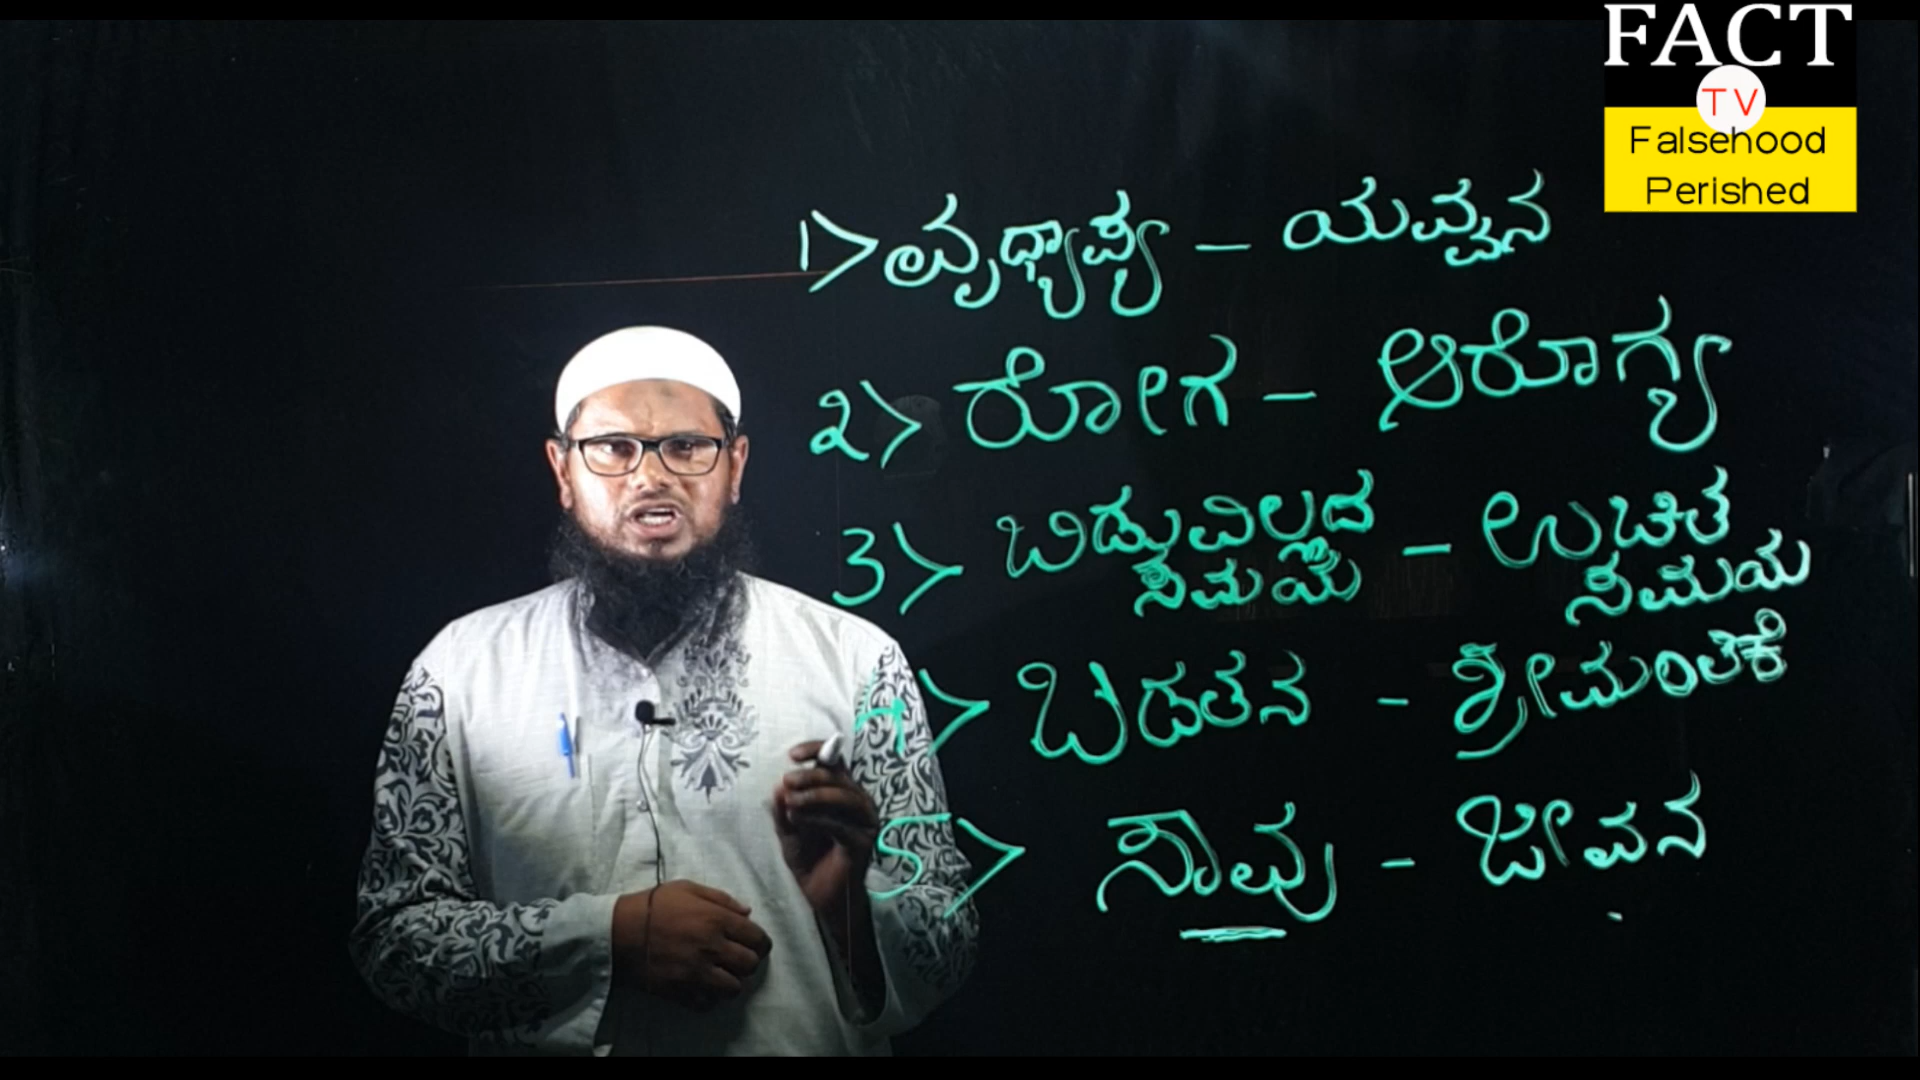 FACT
TV
Falsehood
Perished
1> ವೃಧ್ಯಾಪ್ಯ - ಯವ್ವನ
2> ರೋಗ - ಆರೊಗ್ಯ
3> ಬಿಡುವಿಲ್ಲದ - ಉಚಿತ
ಸಮಯ ಸಮಯ
4> ಬಡತನ - ಶ್ರೀಮಂತಿಕೆ
5> ಸಾವು - ಜೀವನ